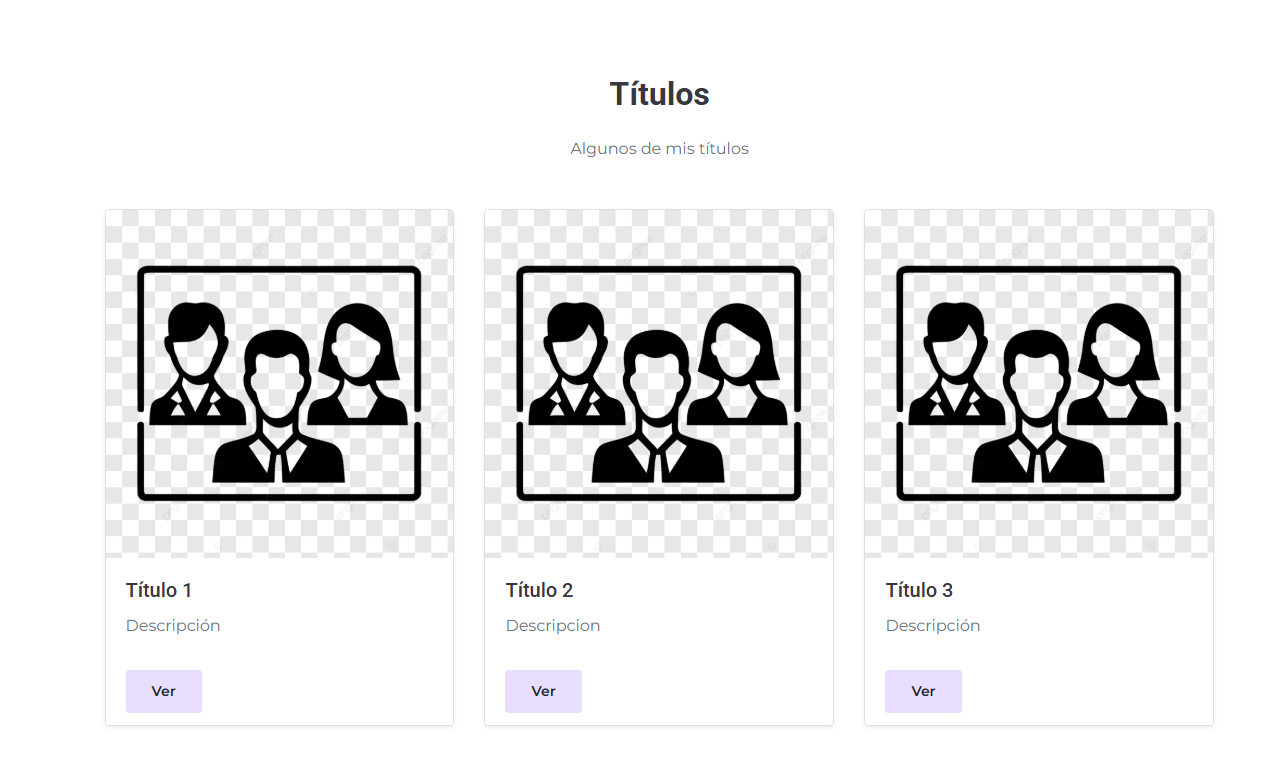 Títulos
Algunos de mis títulos
Título 1
Descripción
Ver
Título 2
Descripcion
Ver
Título 3
Descripción
Ver